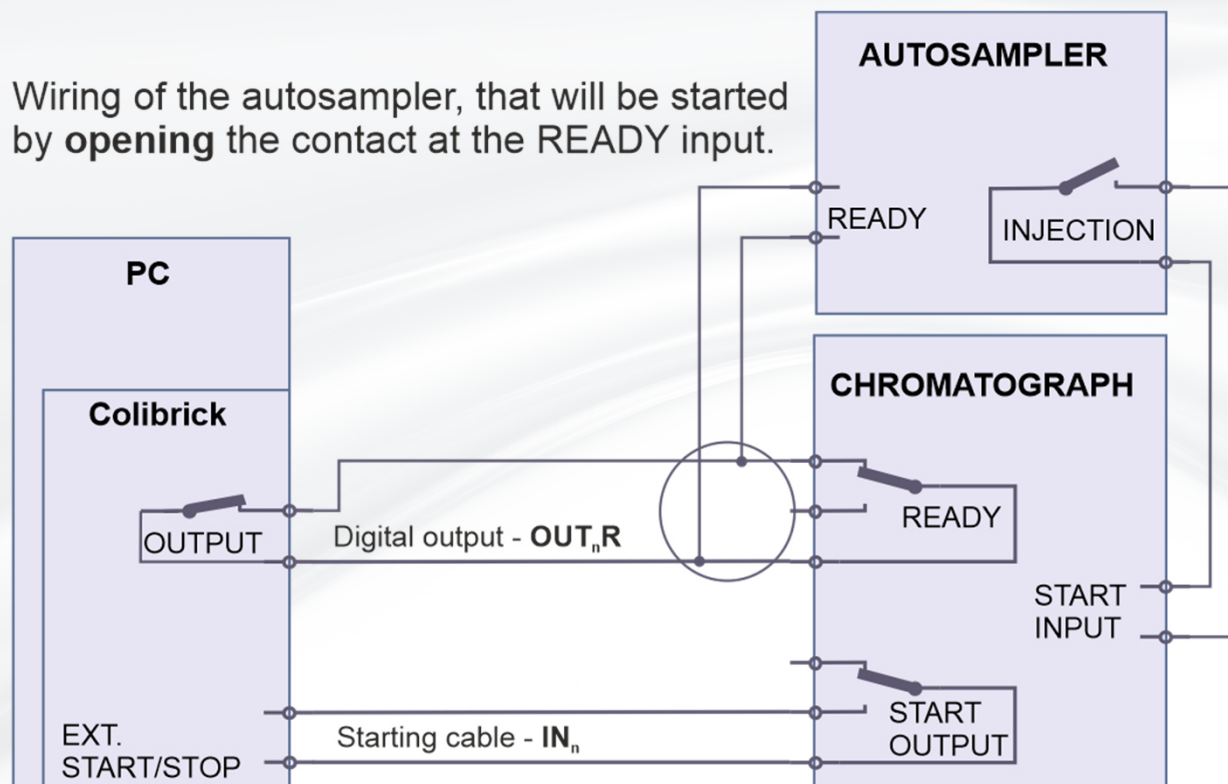 Wiring of the autosampler, that will be started
by opening the contact at the READY input.
AUTOSAMPLER
READY
INJECTION
PC
Colibrick
OUTPUT
Digital output - OUTnR
CHROMATOGRAPH
READY
START
INPUT
START
OUTPUT
EXT.
START/STOP
Starting cable - INn